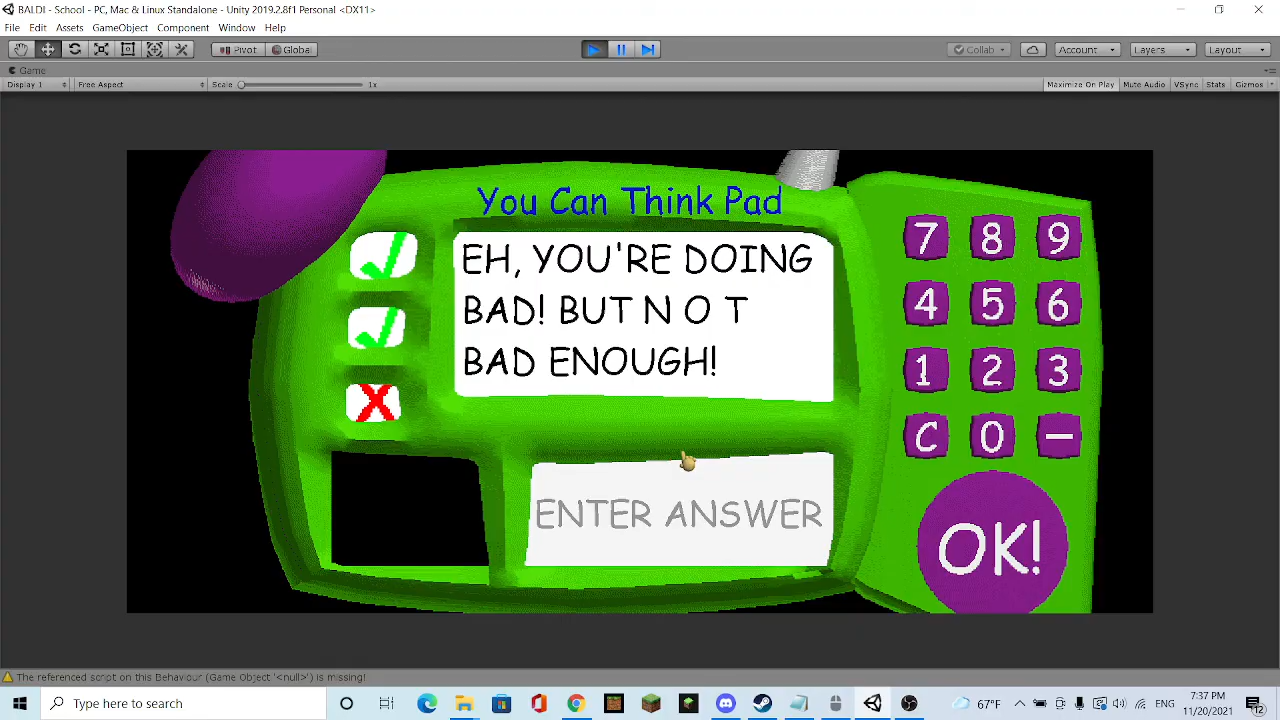 BALDI - School - PC, Mac & Linux Standalone - Unity 2019.2.8f1 Personal <DX11>
File Edit Assets GameObject Component Window Help
Pivot Global Collab Account Layers Layout
Game
Display 1 Free Aspect Scale 1x Maximize On Play Mute Audio VSync Stats Gizmos
You Can Think Pad
EH, YOU'RE DOING
BAD! BUT N O T
BAD ENOUGH!
ENTER ANSWER
7 8 9
4 5 6
1 2 3
C 0 —
OK!
The referenced script on this Behaviour (Game Object '<null>') is missing!
Type here to search
67°F
ENG
7:37 PM
11/20/2021
12